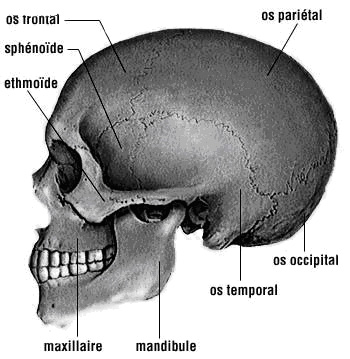 os frontal
os pariétal
sphénoïde
ethmoïde
os occipital
os temporal
maxillaire
mandibule